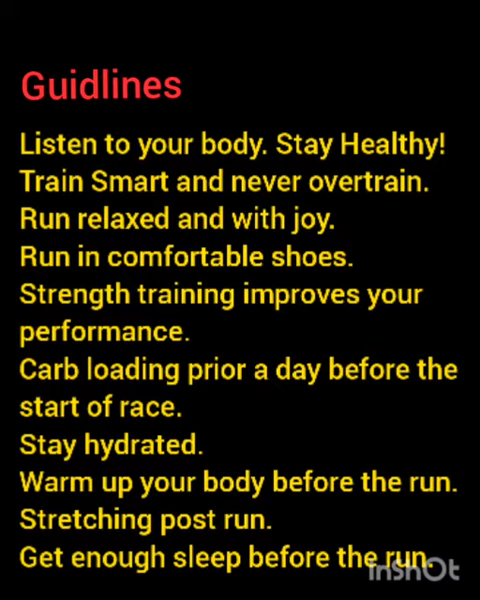 Guidlines
Listen to your body. Stay Healthy!
Train Smart and never overtrain.
Run relaxed and with joy.
Run in comfortable shoes.
Strength training improves your
performance.
Carb loading prior a day before the
start of race.
Stay hydrated.
Warm up your body before the run.
Stretching post run.
Get enough sleep before the run.
InShOt